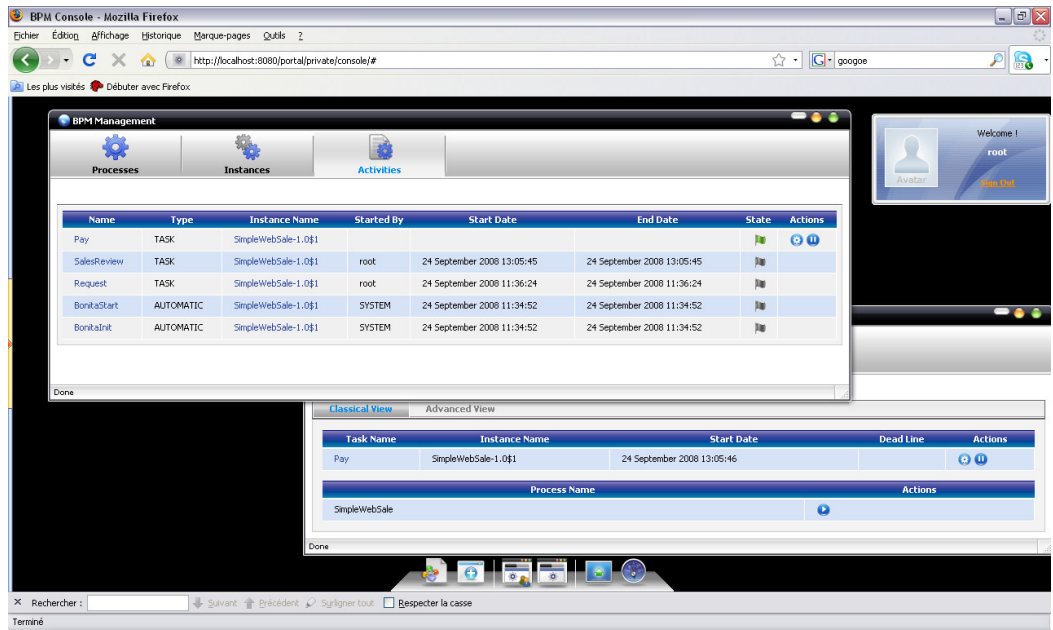 BPM Console - Mozilla Firefox
Fichier Édition Affichage Historique Marque-pages Outils ?
http://localhost:8080/portal/private/console/# G googoe
Les plus visités Débuter avec Firefox
BPM Management
Processes Instances Activities
Name Type Instance Name Started By Start Date End Date State Actions
Pay TASK SimpleWebSale-1.0$1
SalesReview TASK SimpleWebSale-1.0$1 root 24 September 2008 13:05:45 24 September 2008 13:05:45
Request TASK SimpleWebSale-1.0$1 root 24 September 2008 11:36:24 24 September 2008 11:36:24
BonitaStart AUTOMATIC SimpleWebSale-1.0$1 SYSTEM 24 September 2008 11:34:52 24 September 2008 11:34:52
BonitaInit AUTOMATIC SimpleWebSale-1.0$1 SYSTEM 24 September 2008 11:34:52 24 September 2008 11:34:52
Done
Welcome !
root
Avatar
Sign Out
Classical View Advanced View
Task Name Instance Name Start Date Dead Line Actions
Pay SimpleWebSale-1.0$1 24 September 2008 13:05:46
Process Name Actions
SimpleWebSale
Done
Rechercher : Suivant Précédent Surligner tout Respecter la casse
Terminé